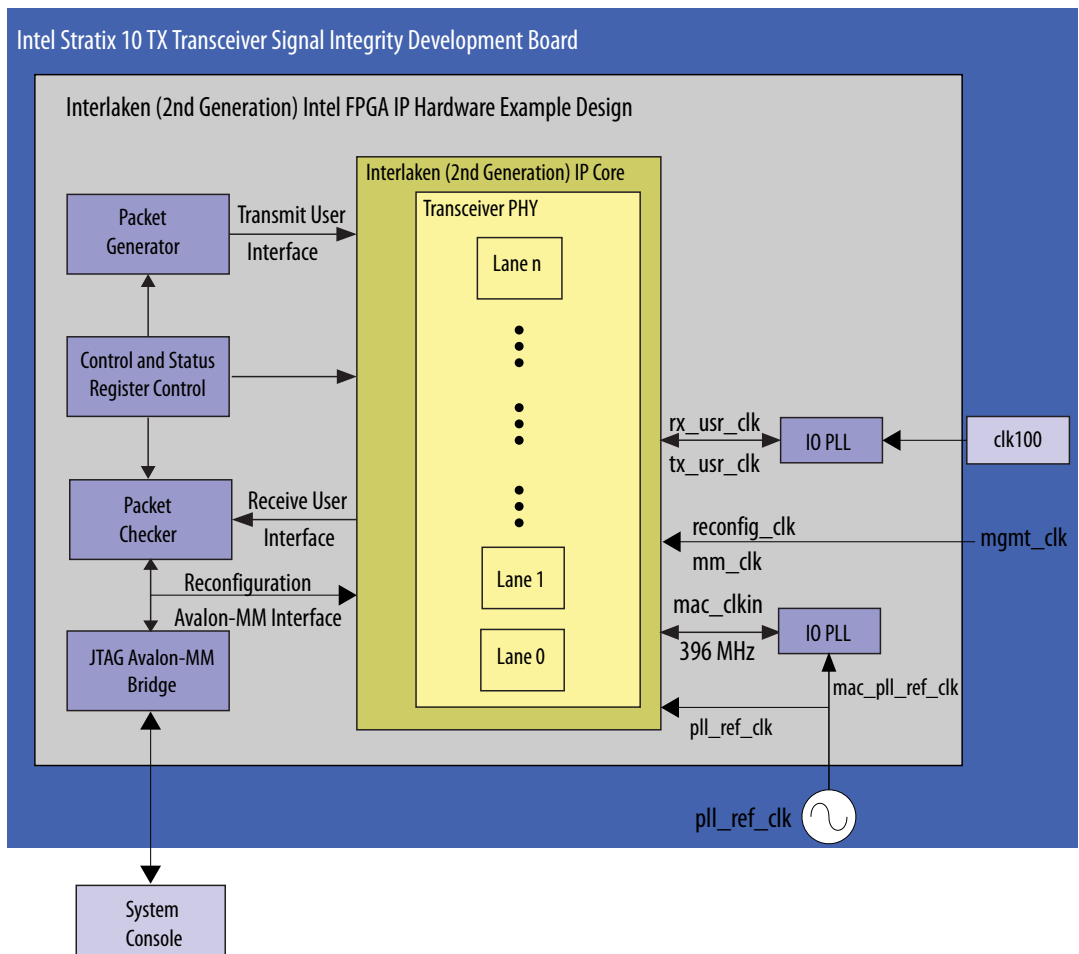 Intel Stratix 10 TX Transceiver Signal Integrity Development Board
Interlaken (2nd Generation) Intel FPGA IP Hardware Example Design
Interlaken (2nd Generation) IP Core
Transceiver PHY
Packet
Generator
Transmit User
Interface
Lane n
Control and Status
Register Control
rx_usr_clk
tx_usr_clk
IO PLL
clk100
Packet
Checker
Receive User
Interface
reconfig_clk
mm_clk
mgmt_clk
Reconfiguration
Avalon-MM Interface
Lane 1
mac_clkin
396 MHz
IO PLL
JTAG Avalon-MM
Bridge
Lane 0
mac_pll_ref_clk
pll_ref_clk
pll_ref_clk
System
Console